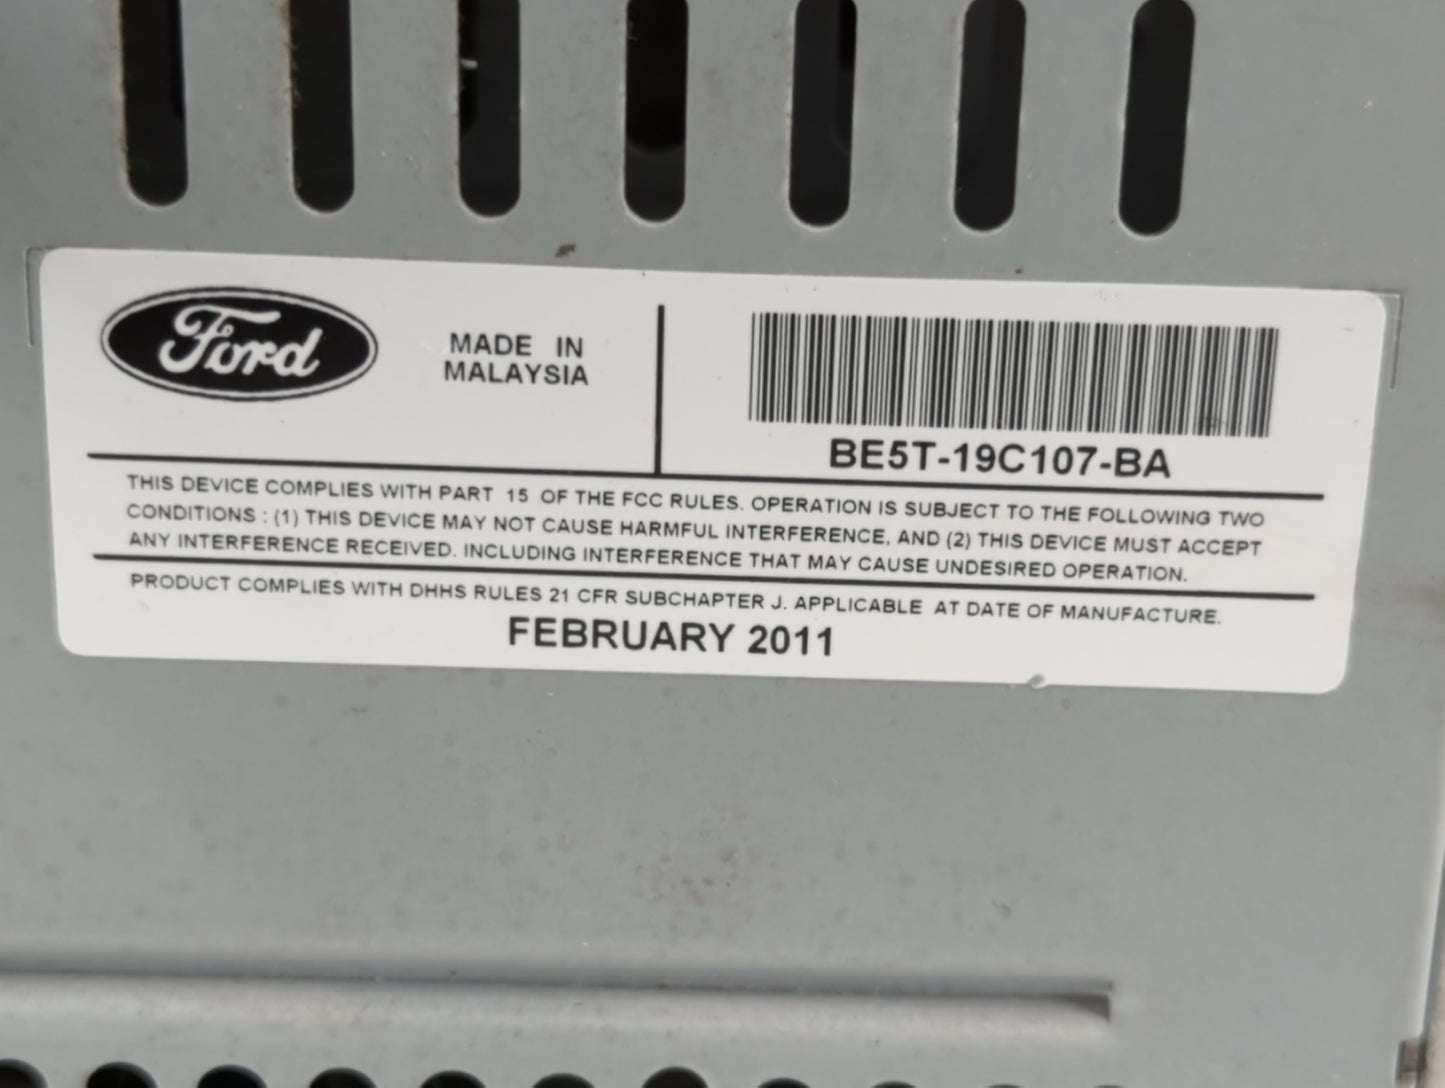 Ford
MADE IN
MALAYSIA
BE5T-19C107-BA
THIS DEVICE COMPLIES WITH PART 15 OF THE FCC RULES. OPERATION IS SUBJECT TO THE FOLLOWING TWO
CONDITIONS : (1) THIS DEVICE MAY NOT CAUSE HARMFUL INTERFERENCE, AND (2) THIS DEVICE MUST ACCEPT
ANY INTERFERENCE RECEIVED. INCLUDING INTERFERENCE THAT MAY CAUSE UNDESIRED OPERATION.
PRODUCT COMPLIES WITH DHHS RULES 21 CFR SUBCHAPTER J. APPLICABLE AT DATE OF MANUFACTURE.
FEBRUARY 2011